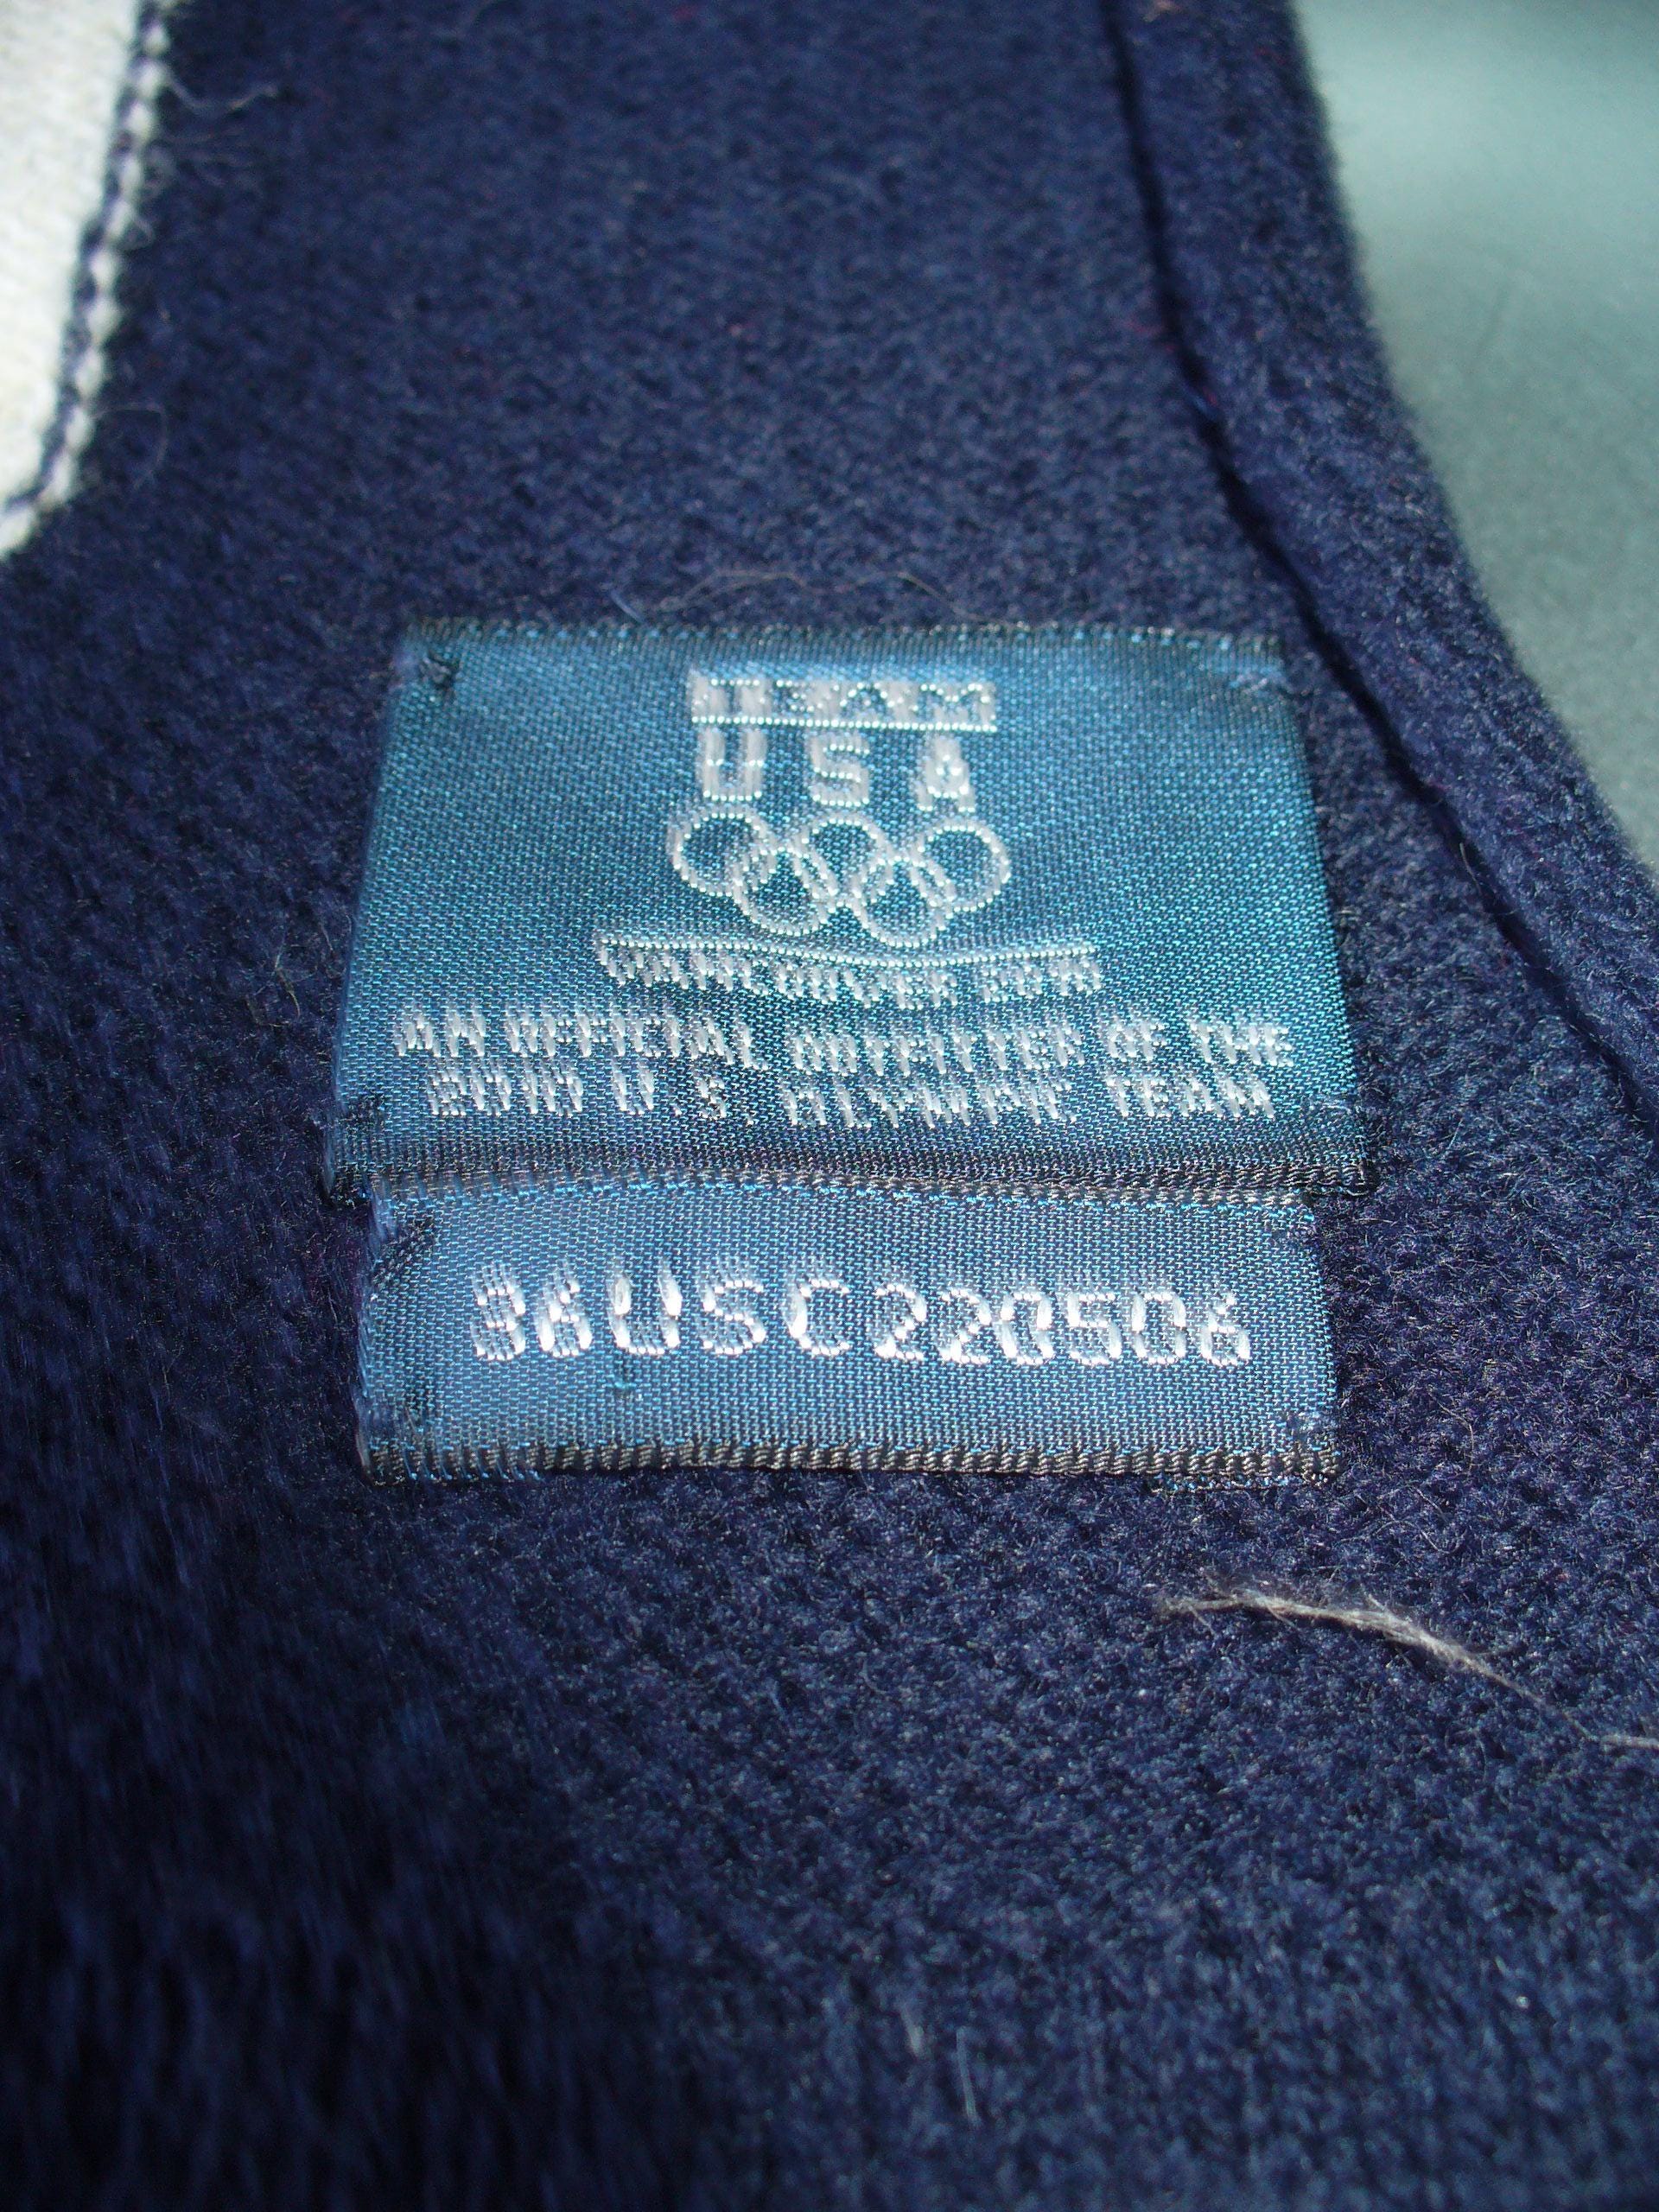 TEAM
USA
VANCOUVER 2010
AN OFFICIAL OUTFITTER OF THE
2010 U.S. OLYMPIC TEAM
36USC220506